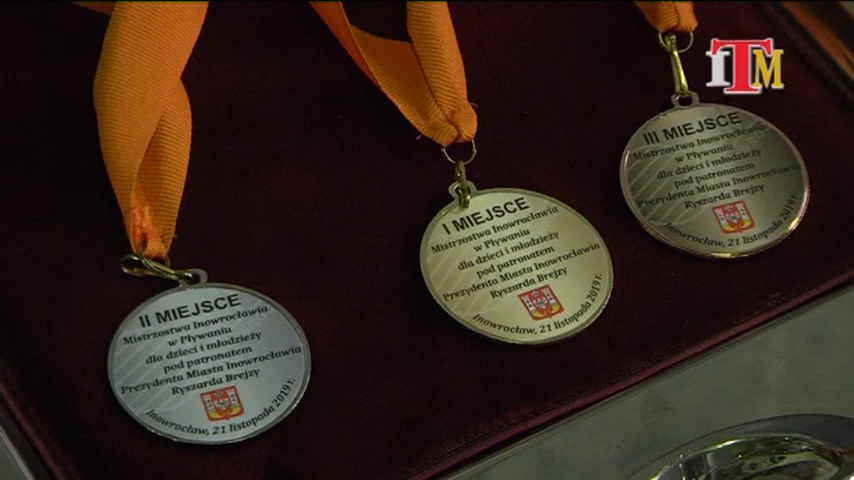 II MIEJSCE
Mistrzostwa Inowrocławia
w Pływaniu
dla dzieci i młodzieży
pod patronatem
Prezydenta Miasta Inowrocławia
Ryszarda Brejzy
Inowrocław, 21 listopada 2019 r.
I MIEJSCE
Mistrzostwa Inowrocławia
w Pływaniu
dla dzieci i młodzieży
pod patronatem
Prezydenta Miasta Inowrocławia
Ryszarda Brejzy
Inowrocław, 21 listopada 2019 r.
III MIEJSCE
Mistrzostwa Inowrocławia
w Pływaniu
dla dzieci i młodzieży
pod patronatem
Prezydenta Miasta Inowrocławia
Ryszarda Brejzy
Inowrocław, 21 listopada 2019 r.
ITM